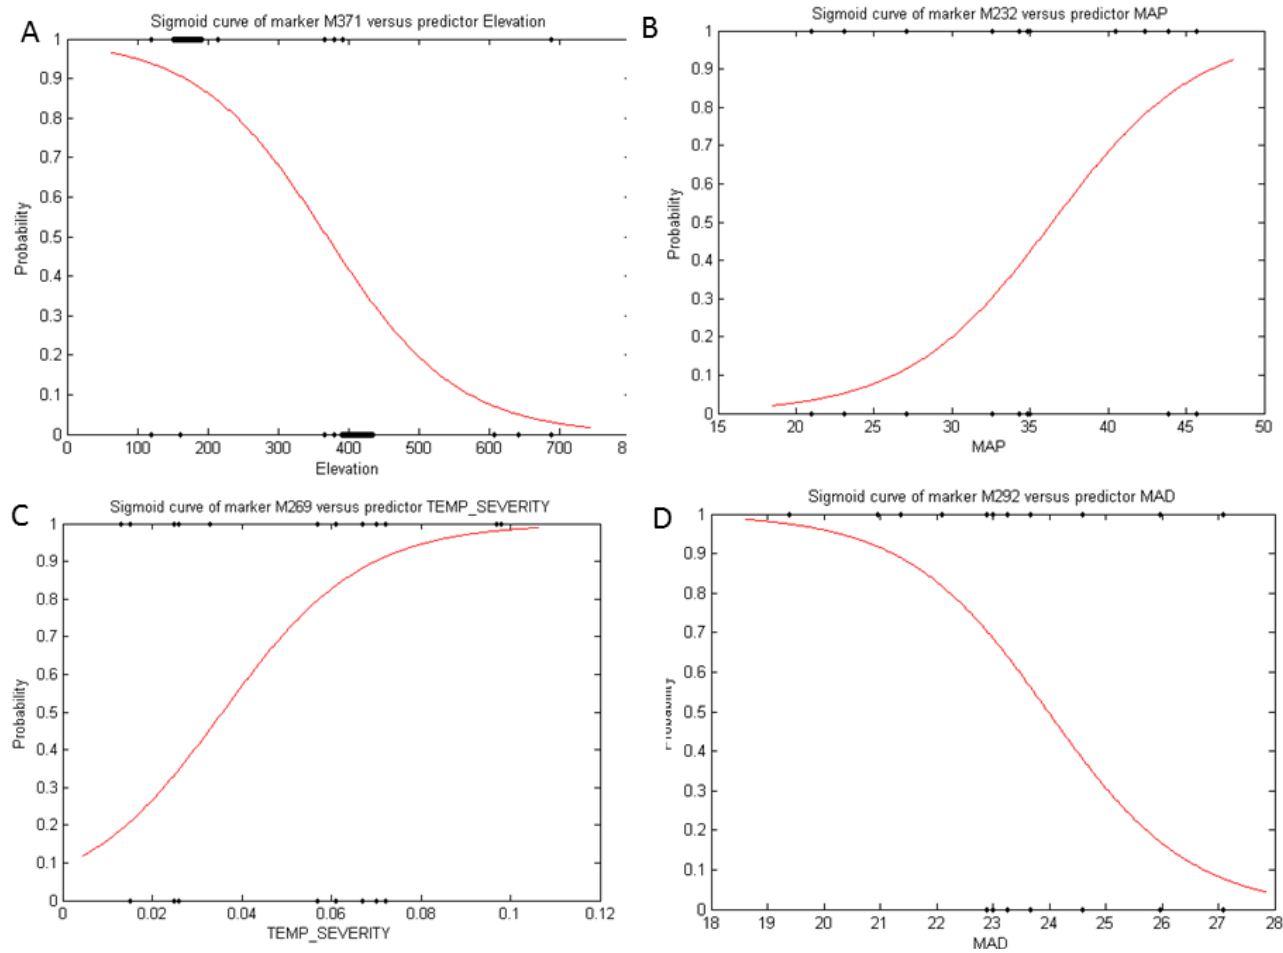 A
Sigmoid curve of marker M371 versus predictor Elevation
1
0.9
0.8
0.7
0.6
0.5
0.4
0.3
0.2
0.1
0
Probability
0 100 200 300 400 500 600 700 8
Elevation
B
Sigmoid curve of marker M232 versus predictor MAP
1
0.9
0.8
0.7
0.6
0.5
0.4
0.3
0.2
0.1
0
Probability
15 20 25 30 35 40 45 50
MAP
C
Sigmoid curve of marker M269 versus predictor TEMP_SEVERITY
1
0.9
0.8
0.7
0.6
0.5
0.4
0.3
0.2
0.1
0
Probability
0 0.02 0.04 0.06 0.08 0.1 0.12
TEMP_SEVERITY
D
Sigmoid curve of marker M292 versus predictor MAD
1
0.9
0.8
0.7
0.6
0.5
0.4
0.3
0.2
0.1
0
Probability
18 19 20 21 22 23 24 25 26 27 28
MAD